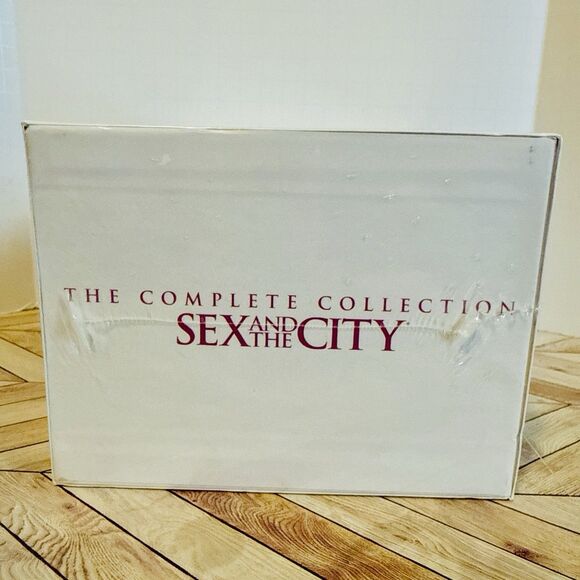 THE COMPLETE COLLECTION
SEX AND THE CITY